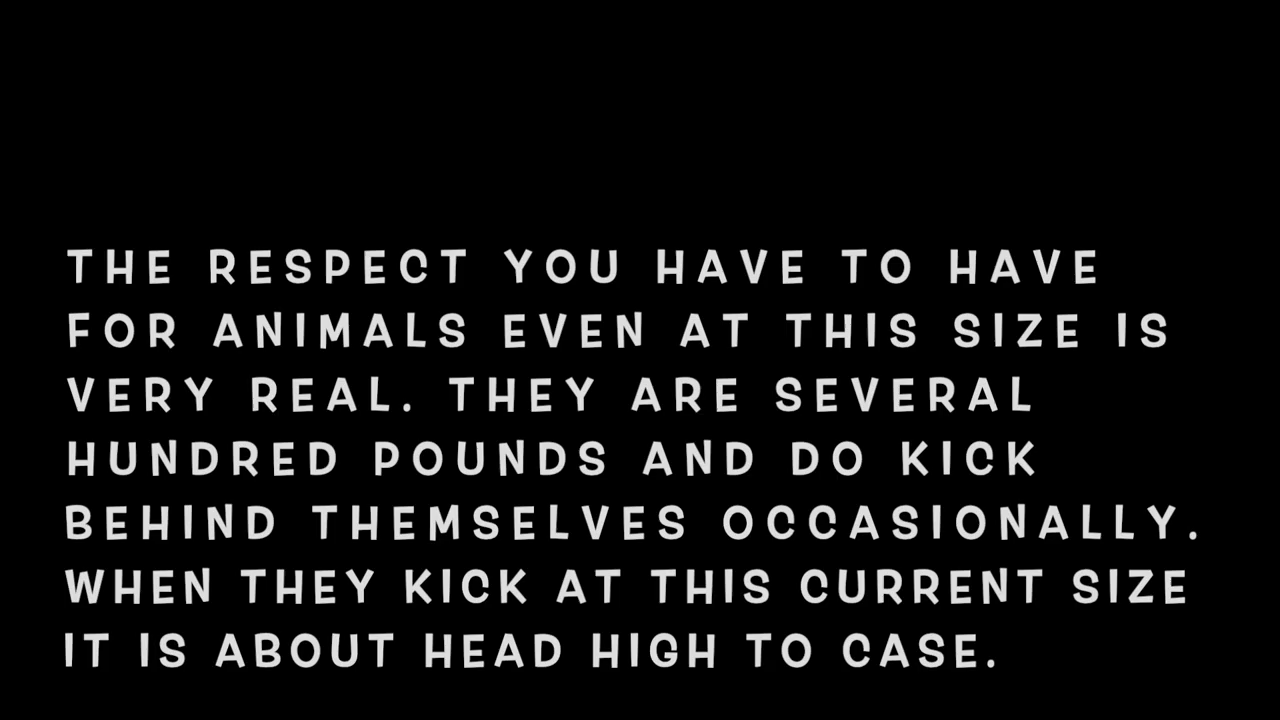 THE RESPECT YOU HAVE TO HAVE
FOR ANIMALS EVEN AT THIS SIZE IS
VERY REAL. THEY ARE SEVERAL
HUNDRED POUNDS AND DO KICK
BEHIND THEMSELVES OCCASIONALLY.
WHEN THEY KICK AT THIS CURRENT SIZE
IT IS ABOUT HEAD HIGH TO CASE.